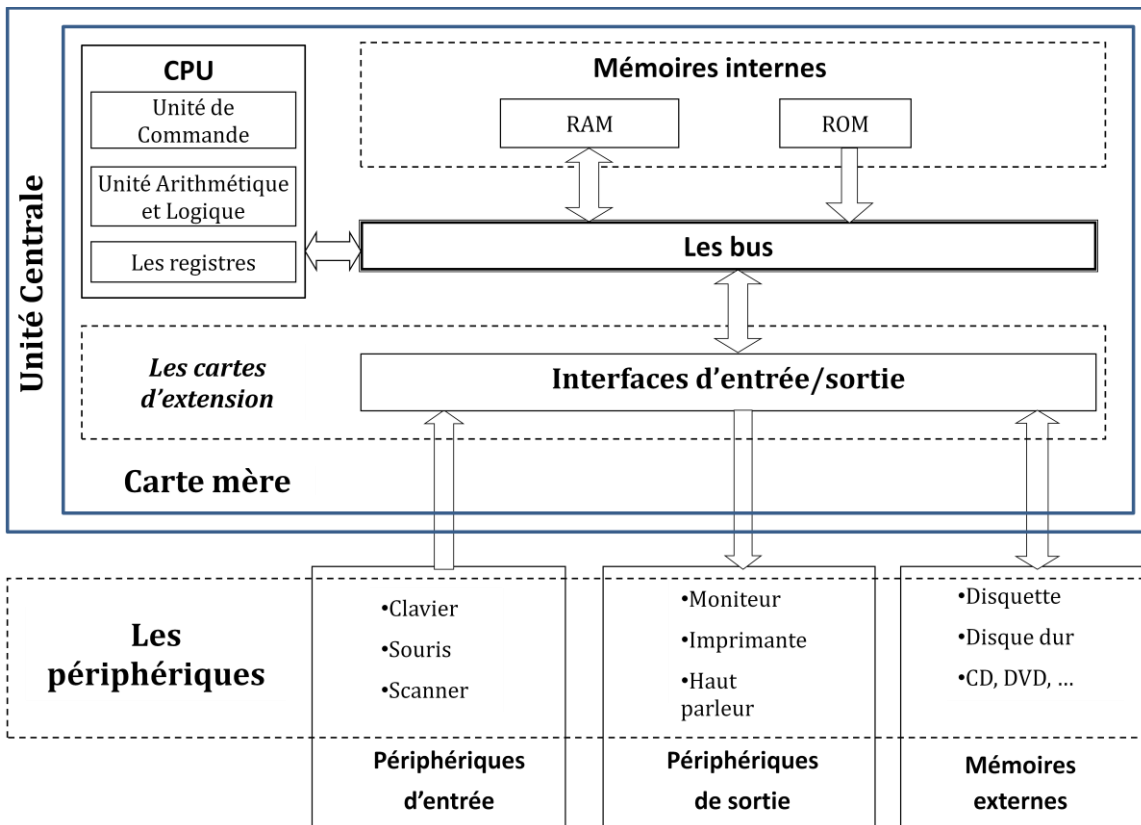 Unité Centrale
CPU
Unité de
Commande
Unité Arithmétique
et Logique
Les registres
Mémoires internes
RAM
ROM
Les bus
Les cartes
d'extension
Interfaces d'entrée/sortie
Carte mère
Les
périphériques
•Clavier
•Souris
•Scanner
Périphériques
d'entrée
•Moniteur
•Imprimante
•Haut
parleur
Périphériques
de sortie
•Disquette
•Disque dur
•CD, DVD, ...
Mémoires
externes